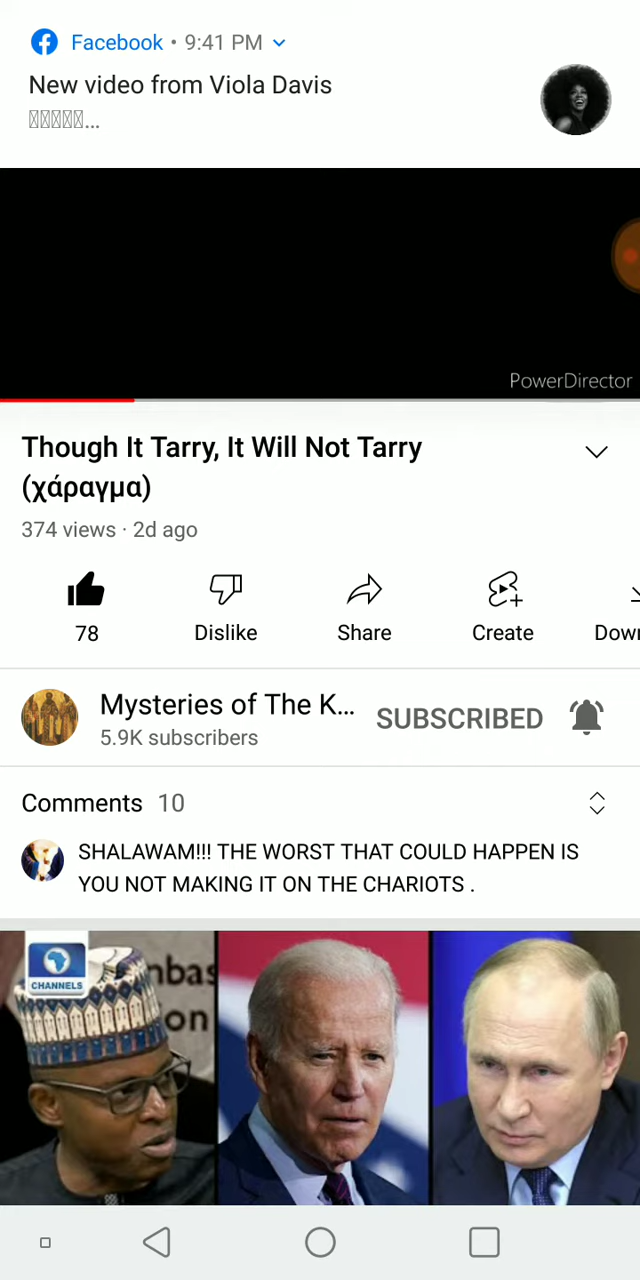 Facebook • 9:41 PM
New video from Viola Davis
...
PowerDirector
Though It Tarry, It Will Not Tarry
(χάραγμα)
374 views · 2d ago
78
Dislike
Share
Create
Mysteries of The K...
SUBSCRIBED
5.9K subscribers
Comments 10
SHALAWAM!!! THE WORST THAT COULD HAPPEN IS
YOU NOT MAKING IT ON THE CHARIOTS .
CHANNELS